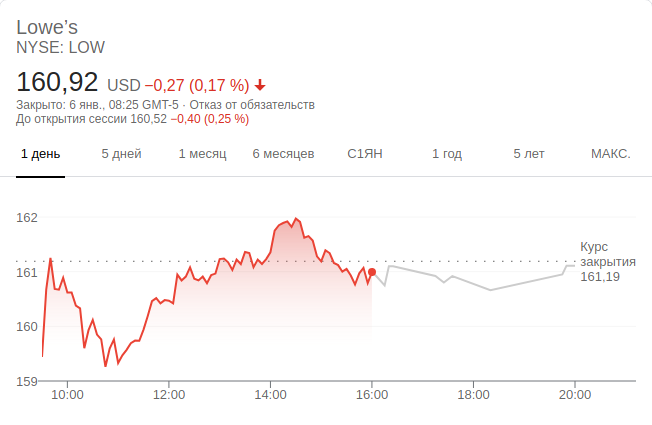 Lowe’s
NYSE: LOW
160,92 USD −0,27 (0,17 %)
Закрыто: 6 янв., 08:25 GMT-5 · Отказ от обязательств
До открытия сессии 160,52 −0,40 (0,25 %)
1 день 5 дней 1 месяц 6 месяцев С1ЯН 1 год 5 лет МАКС.
162
161
160
159
Курс
закрытия
161,19
10:00 12:00 14:00 16:00 18:00 20:00